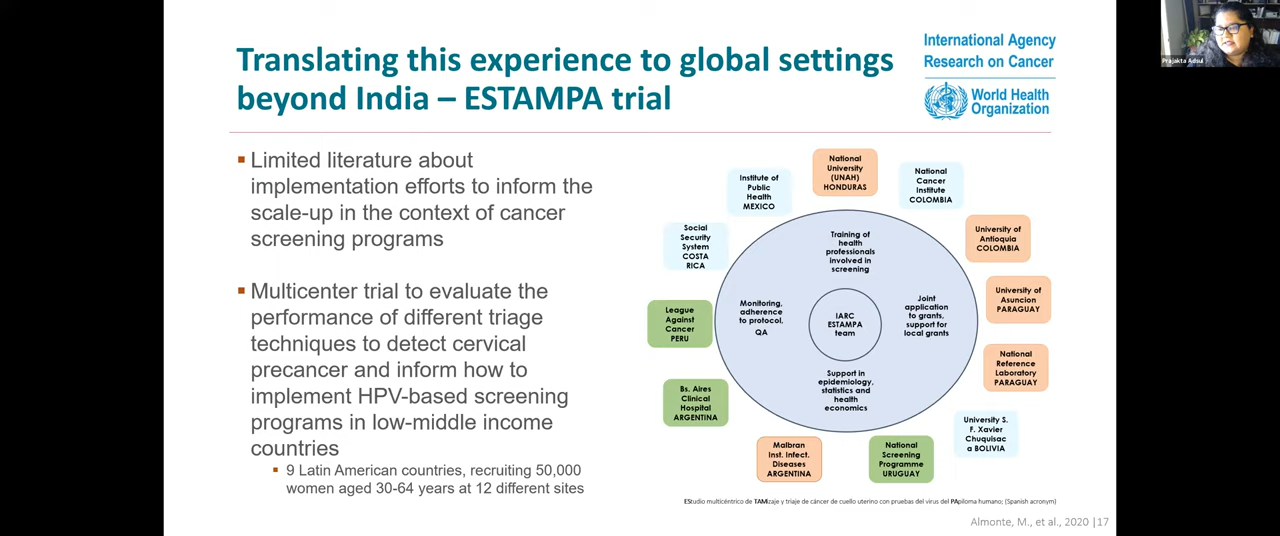 Translating this experience to global settings
beyond India – ESTAMPA trial
International Agency
Research on Cancer
World Health
Organization
Prajakta Adsul
▪ Limited literature about
implementation efforts to inform the
scale-up in the context of cancer
screening programs
▪ Multicenter trial to evaluate the
performance of different triage
techniques to detect cervical
precancer and inform how to
implement HPV-based screening
programs in low-middle income
countries
▪ 9 Latin American countries, recruiting 50,000
women aged 30-64 years at 12 different sites
National
University
(UNAH)
HONDURAS
Institute of
Public
Health
MEXICO
National
Cancer
Institute
COLOMBIA
Social
Security
System
COSTA
RICA
University of
Antioquia
COLOMBIA
League
Against
Cancer
PERU
University of
Asuncion
PARAGUAY
Bs. Aires
Clinical
Hospital
ARGENTINA
National
Reference
Laboratory
PARAGUAY
Malbran
Inst. Infect.
Diseases
ARGENTINA
National
Screening
Programme
URUGUAY
University S.
F. Xavier
Chuquisac
a BOLIVIA
Training of
health
professionals
involved in
screening
Monitoring,
adherence
to protocol,
QA
IARC
ESTAMPA
team
Joint
application
to grants,
support for
local grants
Support in
epidemiology,
statistics and
health
economics
EStudio multicéntrico de TAMizaje y triaje de cáncer de cuello uterino con pruebas del virus del PApiloma humano; (Spanish acronym)
Almonte, M., et al., 2020 |17